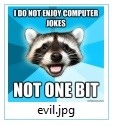 I DO NOT ENJOY COMPUTER
JOKES
NOT ONE BIT
evil.jpg